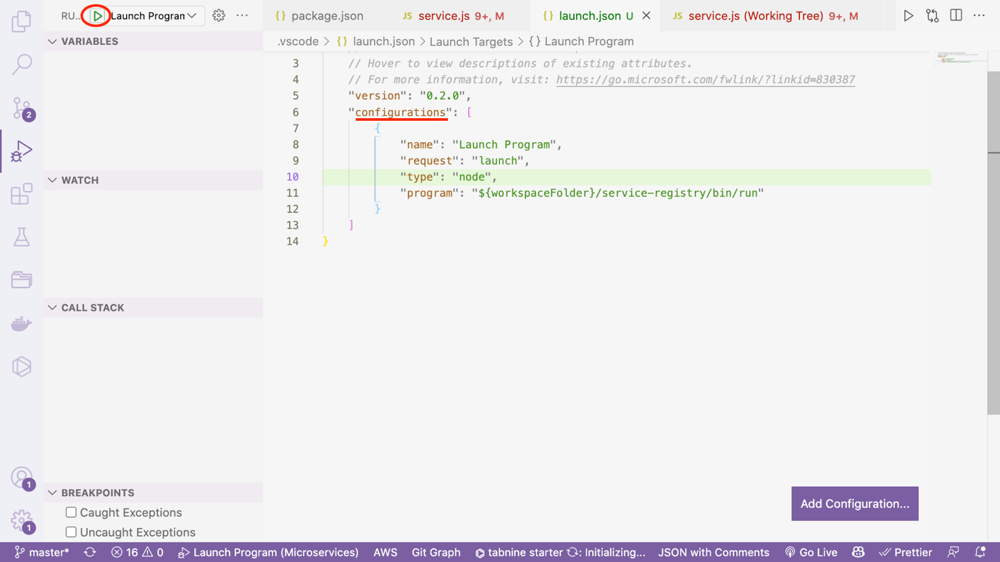 RU... Launch Program
VARIABLES
WATCH
CALL STACK
BREAKPOINTS
Caught Exceptions
Uncaught Exceptions
2
1
1
{} package.json
JS service.js 9+, M
{} launch.json U
JS service.js (Working Tree) 9+, M
.vscode > {} launch.json > Launch Targets > {} Launch Program
3 // Hover to view descriptions of existing attributes.
4 // For more information, visit: https://go.microsoft.com/fwlink/?linkid=830387
5 "version": "0.2.0",
6 "configurations": [
7 {
8 "name": "Launch Program",
9 "request": "launch",
10 "type": "node",
11 "program": "${workspaceFolder}/service-registry/bin/run"
12 }
13 ]
14 }
Add Configuration...
master* 16 0 Launch Program (Microservices) AWS Git Graph tabnine starter : Initializing... JSON with Comments Go Live Prettier